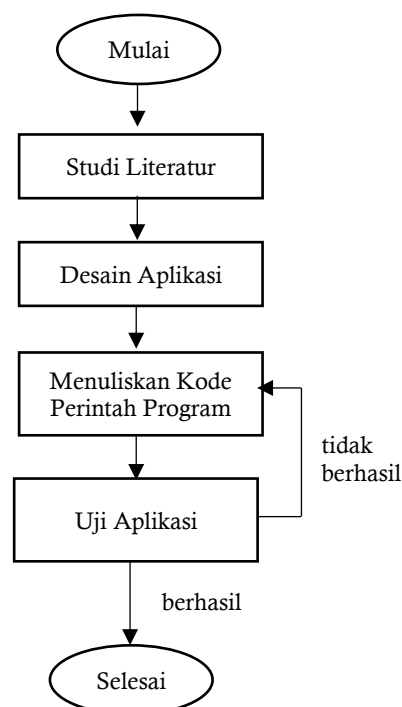 Mulai
Studi Literatur
Desain Aplikasi
Menuliskan Kode
Perintah Program
tidak
berhasil
Uji Aplikasi
berhasil
Selesai